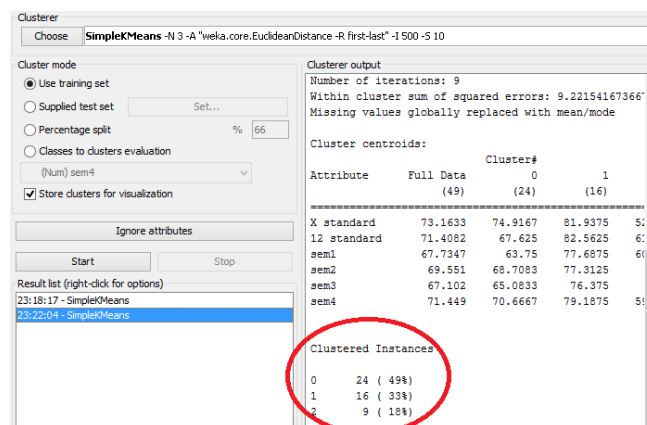 Clusterer
Choose SimpleKMeans -N 3 -A "weka.core.EuclideanDistance -R first-last" -I 500 -S 10
Cluster mode
Use training set
Supplied test set Set...
Percentage split % 66
Classes to clusters evaluation
(Num) sem4
Store clusters for visualization
Ignore attributes
Start Stop
Result list (right-click for options)
23:18:17 - SimpleKMeans
23:22:04 - SimpleKMeans
Clusterer output
Number of iterations: 9
Within cluster sum of squared errors: 9.22154167366
Missing values globally replaced with mean/mode
Cluster centroids:
Cluster#
Attribute Full Data 0 1
(49) (24) (16)
==================================================
X standard 73.1633 74.9167 81.9375 52
12 standard 71.4082 67.625 82.5625 61
sem1 67.7347 63.75 77.6875 60
sem2 69.551 68.7083 77.3125
sem3 67.102 65.0833 76.375
sem4 71.449 70.6667 79.1875 59
Clustered Instances
0 24 ( 49%)
1 16 ( 33%)
2 9 ( 18%)